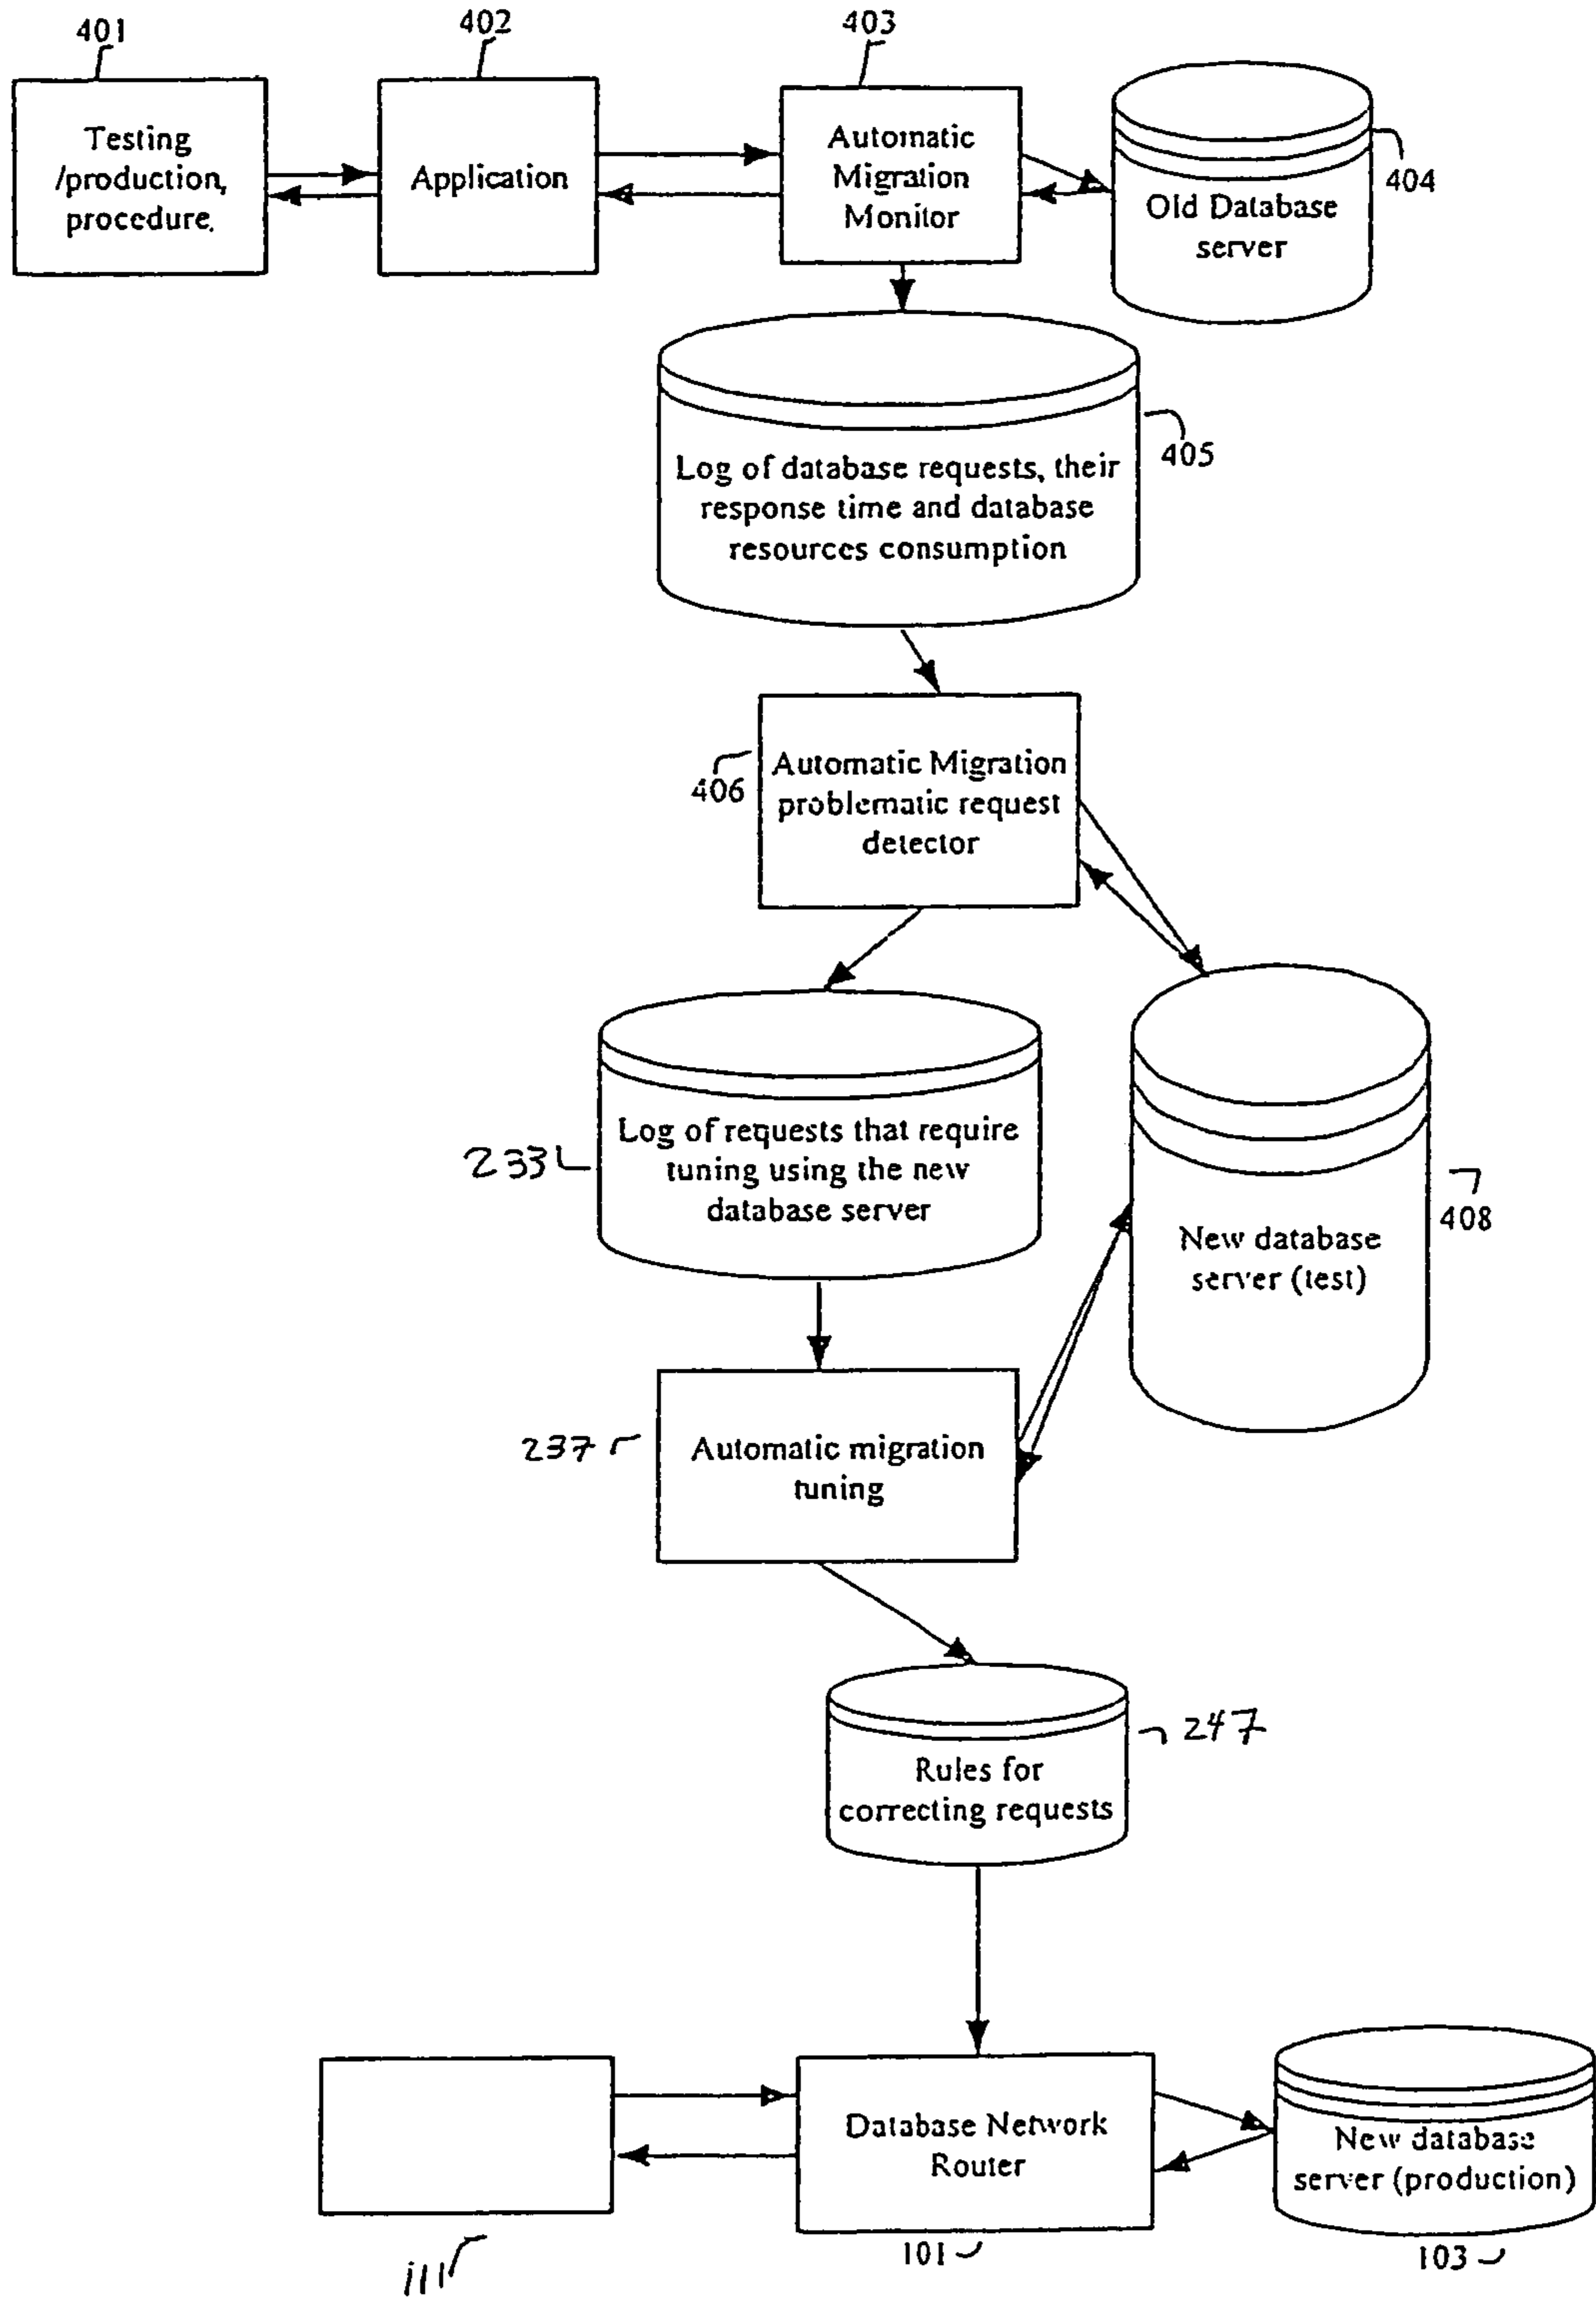 401
402
403
Testing
/production,
procedure.
Application
Automatic
Migration
Monitor
404
Old Database
server
405
Log of database requests, their
response time and database
resources consumption
406
Automatic Migration
problematic request
detector
233
Log of requests that require
tuning using the new
database server
408
New database
server (test)
237
Automatic migration
tuning
247
Rules for
correcting requests
Database Network
Router
New database
server (production)
111
101
103